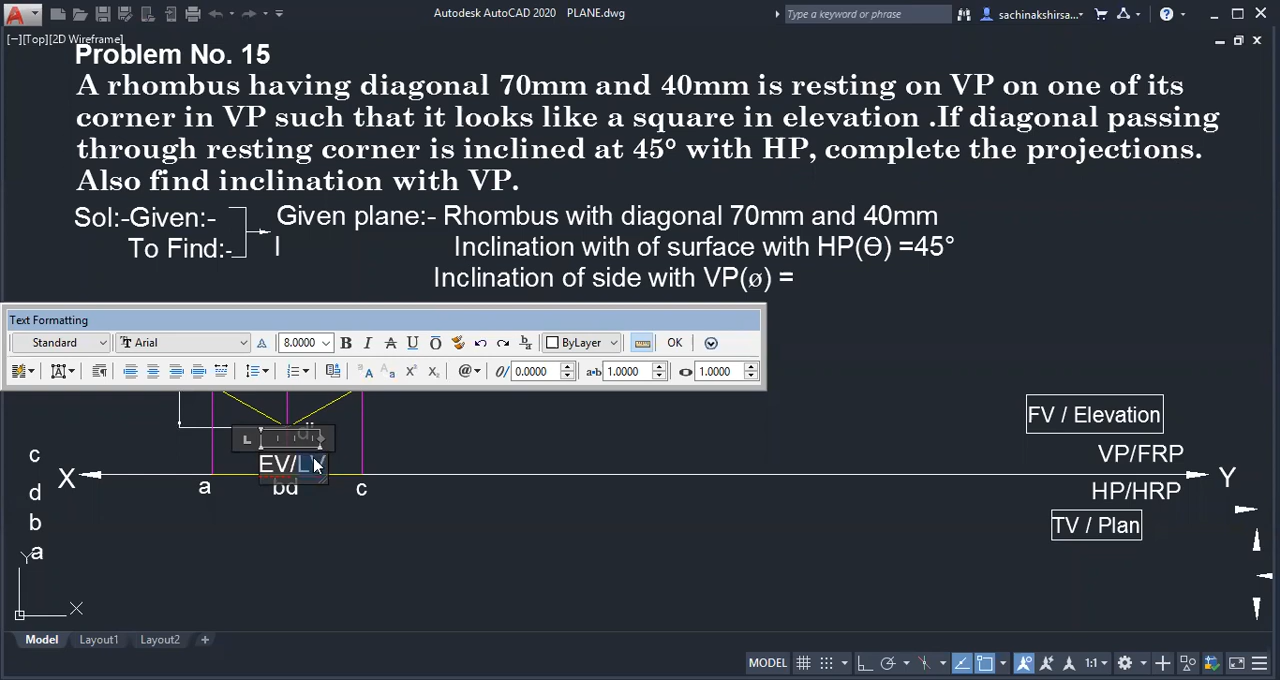 Autodesk AutoCAD 2020 PLANE.dwg
Type a keyword or phrase
sachinakshirsa...
[−][Top][2D Wireframe]
Problem No. 15
A rhombus having diagonal 70mm and 40mm is resting on VP on one of its
corner in VP such that it looks like a square in elevation .If diagonal passing
through resting corner is inclined at 45° with HP, complete the projections.
Also find inclination with VP.
Sol:-Given:-
To Find:-
Given plane:- Rhombus with diagonal 70mm and 40mm
Inclination with of surface with HP(Ө) =45°
Inclination of side with VP(ø) =
Text Formatting
Standard
Arial
8.0000
ByLayer
OK
0.0000
1.0000
1.0000
FV / Elevation
L
c
EV/LV
VP/FRP
X
Y
a
bd
c
d
HP/HRP
b
TV / Plan
a
Y
X
Model
Layout1
Layout2
+
MODEL
1:1